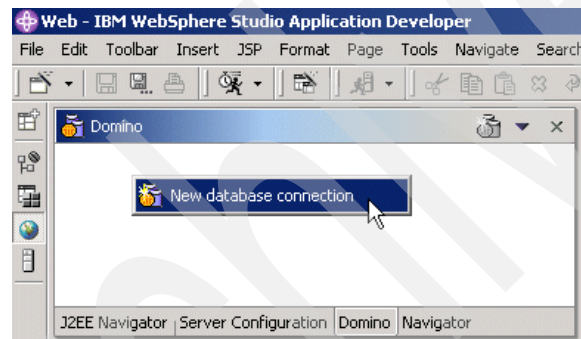 Web - IBM WebSphere Studio Application Developer
File Edit Toolbar Insert JSP Format Page Tools Navigate Search
Domino
New database connection
J2EE Navigator Server Configuration Domino Navigator